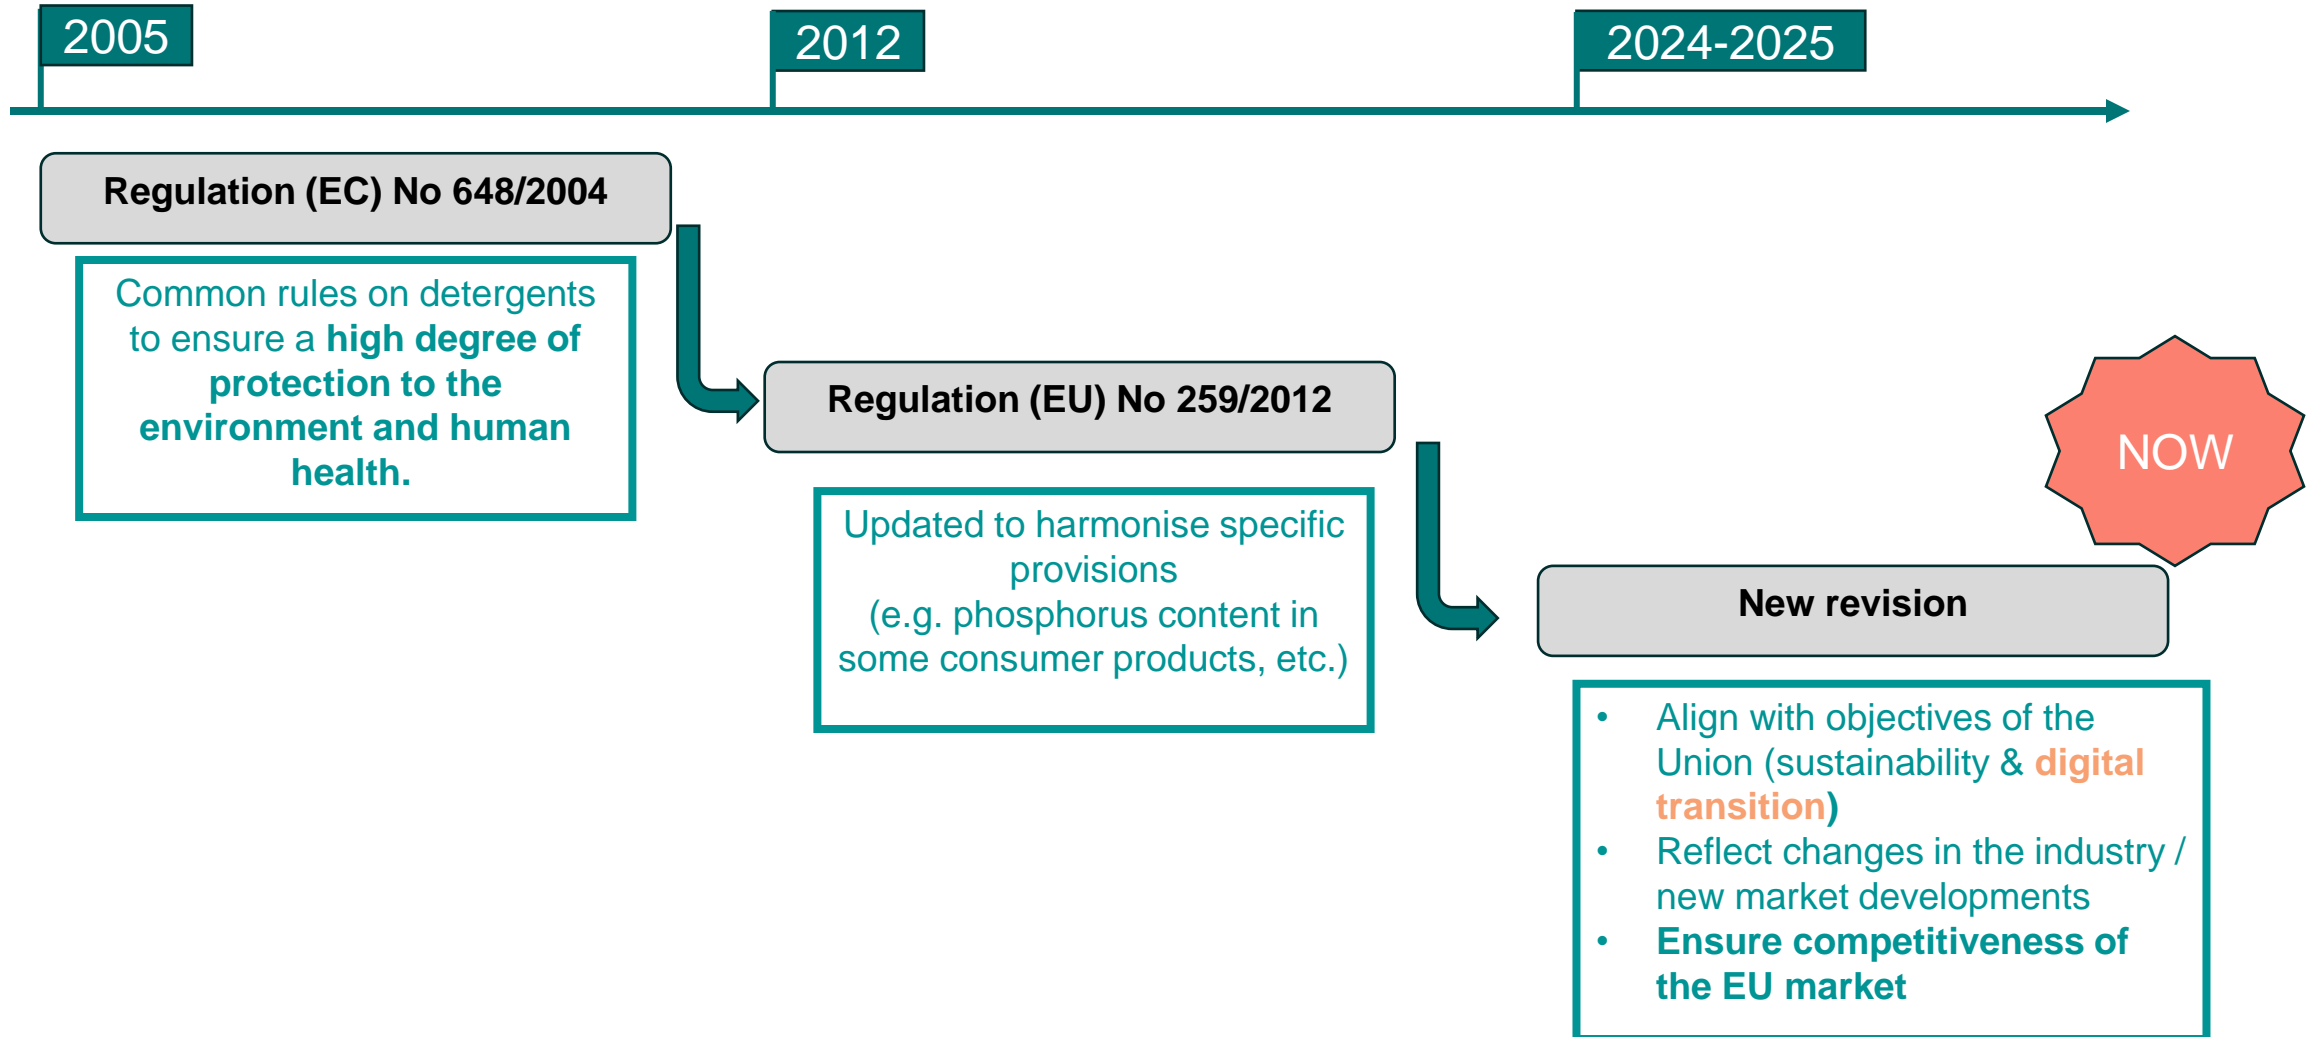 2005
2012
2024-2025
Regulation (EC) No 648/2004
Common rules on detergents
to ensure a high degree of
protection to the
environment and human
health.
Regulation (EU) No 259/2012
Updated to harmonise specific
provisions
(e.g. phosphorus content in
some consumer products, etc.)
NOW
New revision
• Align with objectives of the
Union (sustainability & digital
transition)
• Reflect changes in the industry /
new market developments
• Ensure competitiveness of
the EU market